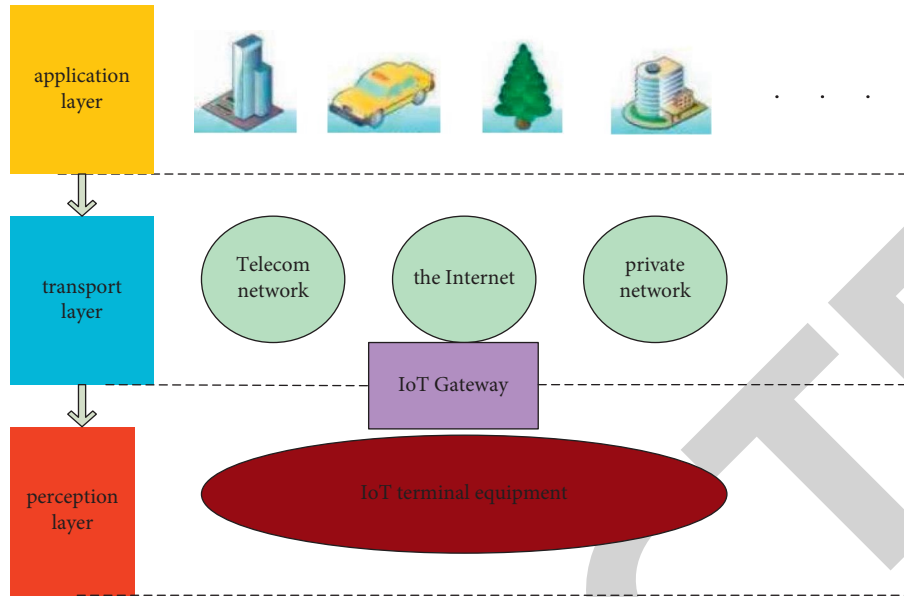 application
layer
. . .
transport
layer
Telecom
network
the Internet
private
network
IoT Gateway
perception
layer
IoT terminal equipment